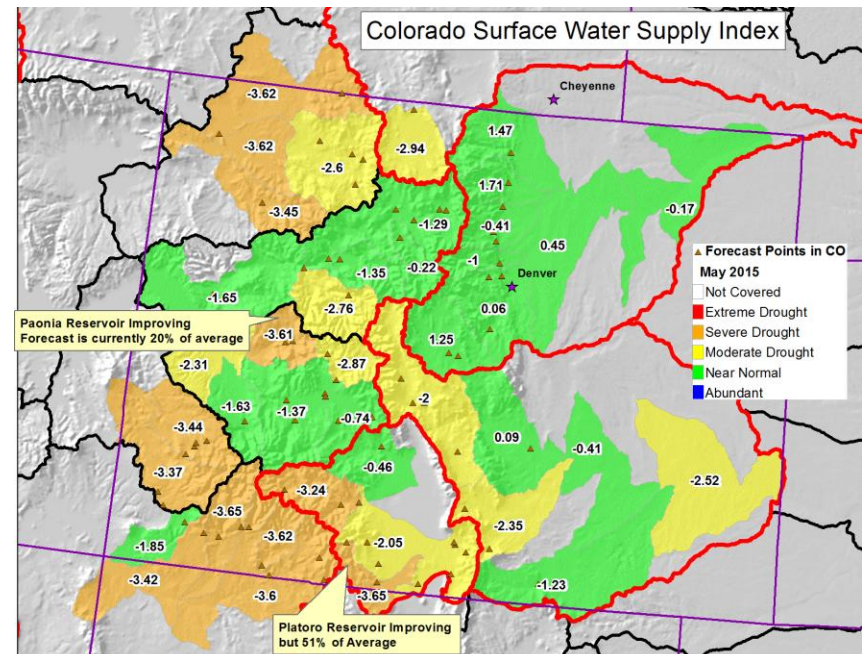 Colorado Surface Water Supply Index
Cheyenne
-3.62
1.47
-3.62
-2.94
-2.6
1.71
-3.45
-1.29
-0.41
-0.17
0.45
-1
-0.22
-1.35
Denver
-1.65
-2.76
0.06
Paonia Reservoir Improving
Forecast is currently 20% of average
-3.61
1.25
-2.31
-2.87
-1.63
-1.37
-2
-0.74
-3.44
0.09
-0.41
-3.37
-0.46
-2.52
-3.24
-3.65
-3.62
-2.05
-2.35
-1.85
-3.42
-3.6
-3.65
-1.23
Platoro Reservoir Improving
but 51% of Average
Forecast Points in CO
May 2015
Not Covered
Extreme Drought
Severe Drought
Moderate Drought
Near Normal
Abundant